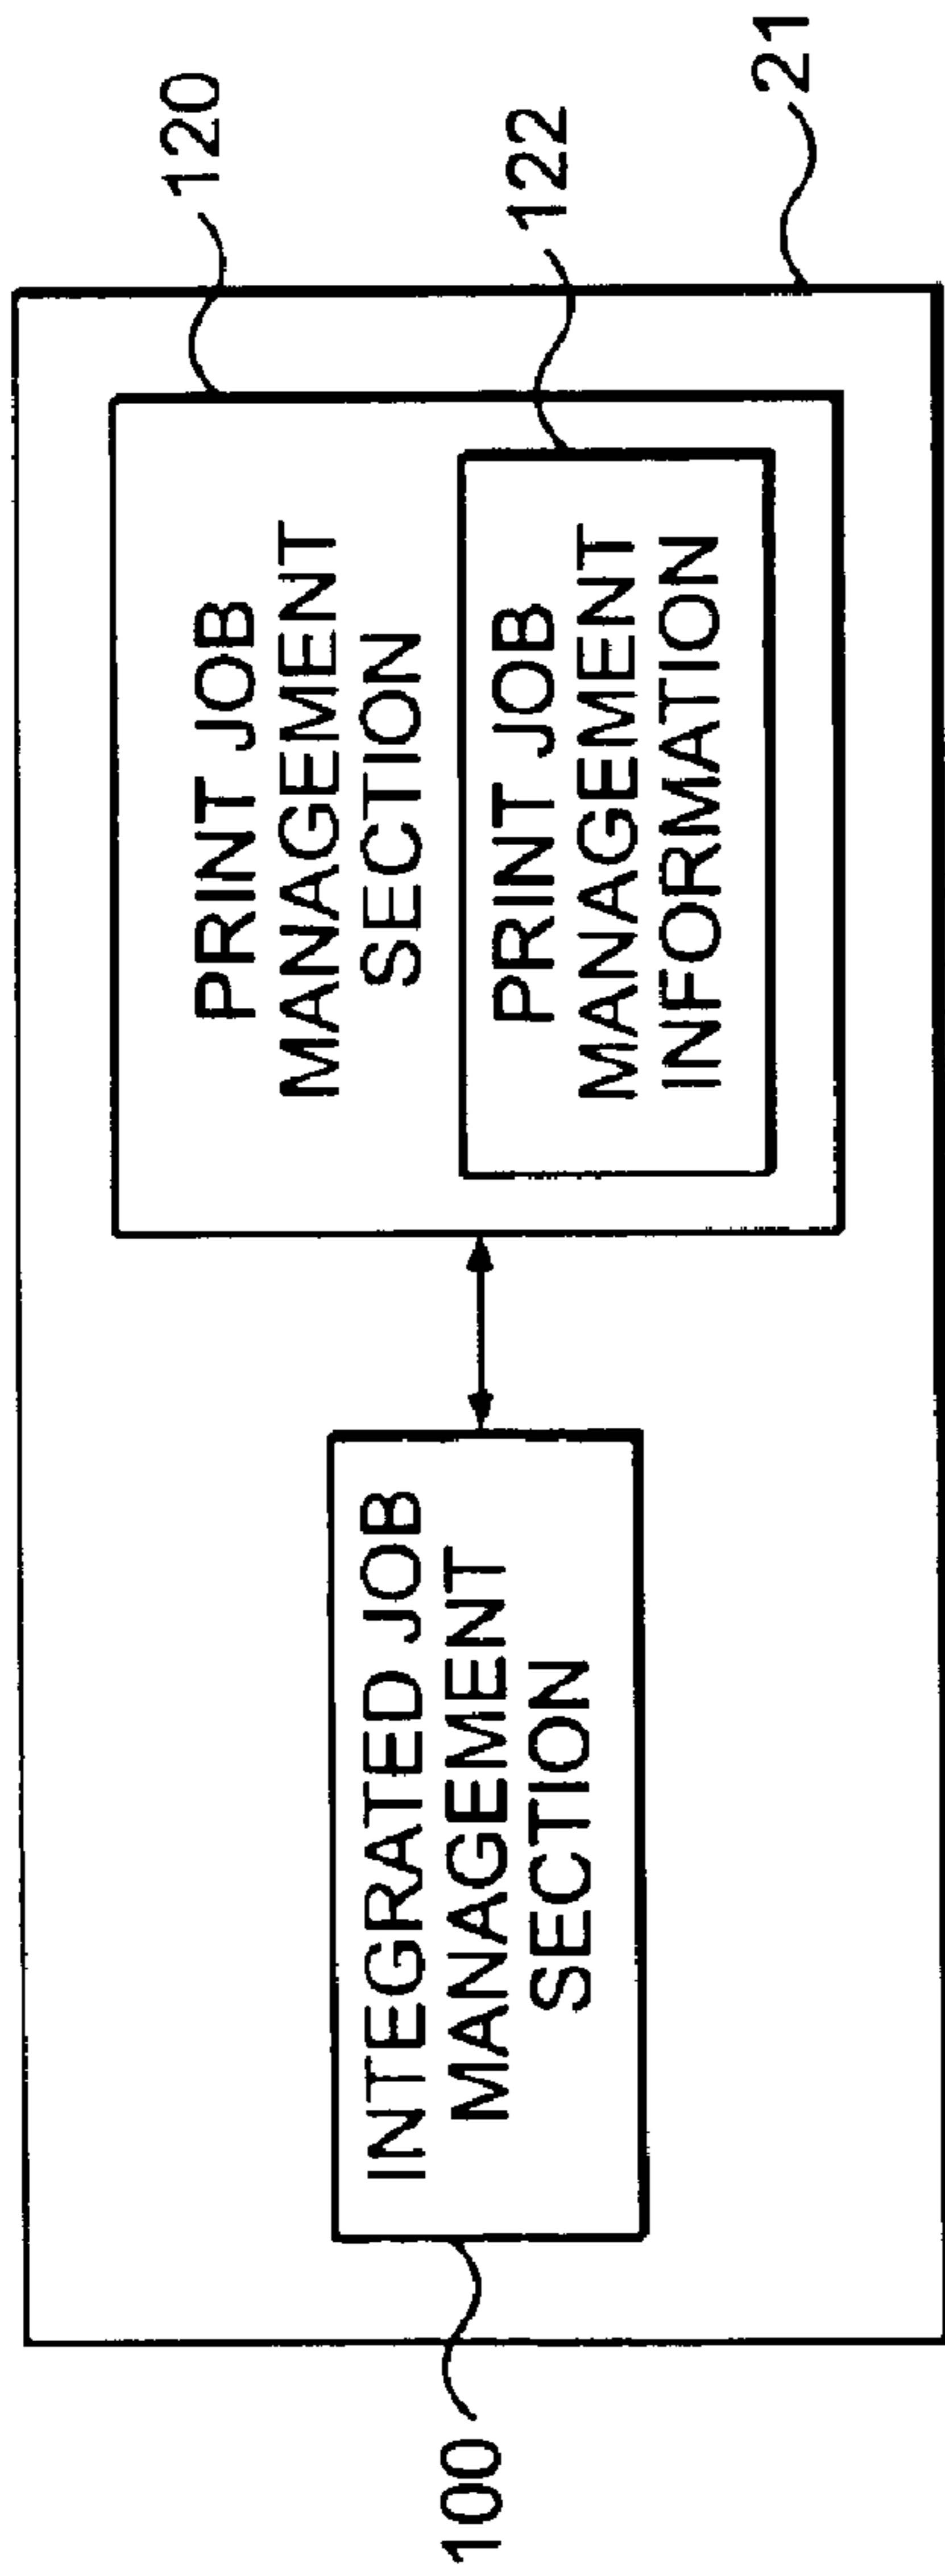 100
INTEGRATED JOB
MANAGEMENT
SECTION
PRINT JOB
MANAGEMENT
SECTION
PRINT JOB
MANAGEMENT
INFORMATION
120
122
21